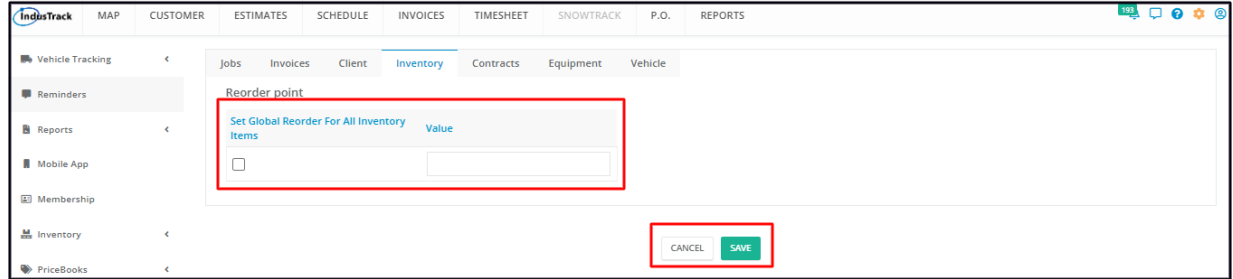 IndusTrack MAP CUSTOMER ESTIMATES SCHEDULE INVOICES TIMESHEET SNOWTRACK P.O. REPORTS 193 ?
Vehicle Tracking
Reminders
Reports
Mobile App
Membership
Inventory
PriceBooks
Jobs Invoices Client Inventory Contracts Equipment Vehicle
Reorder point
Set Global Reorder For All Inventory
Items
Value
CANCEL SAVE